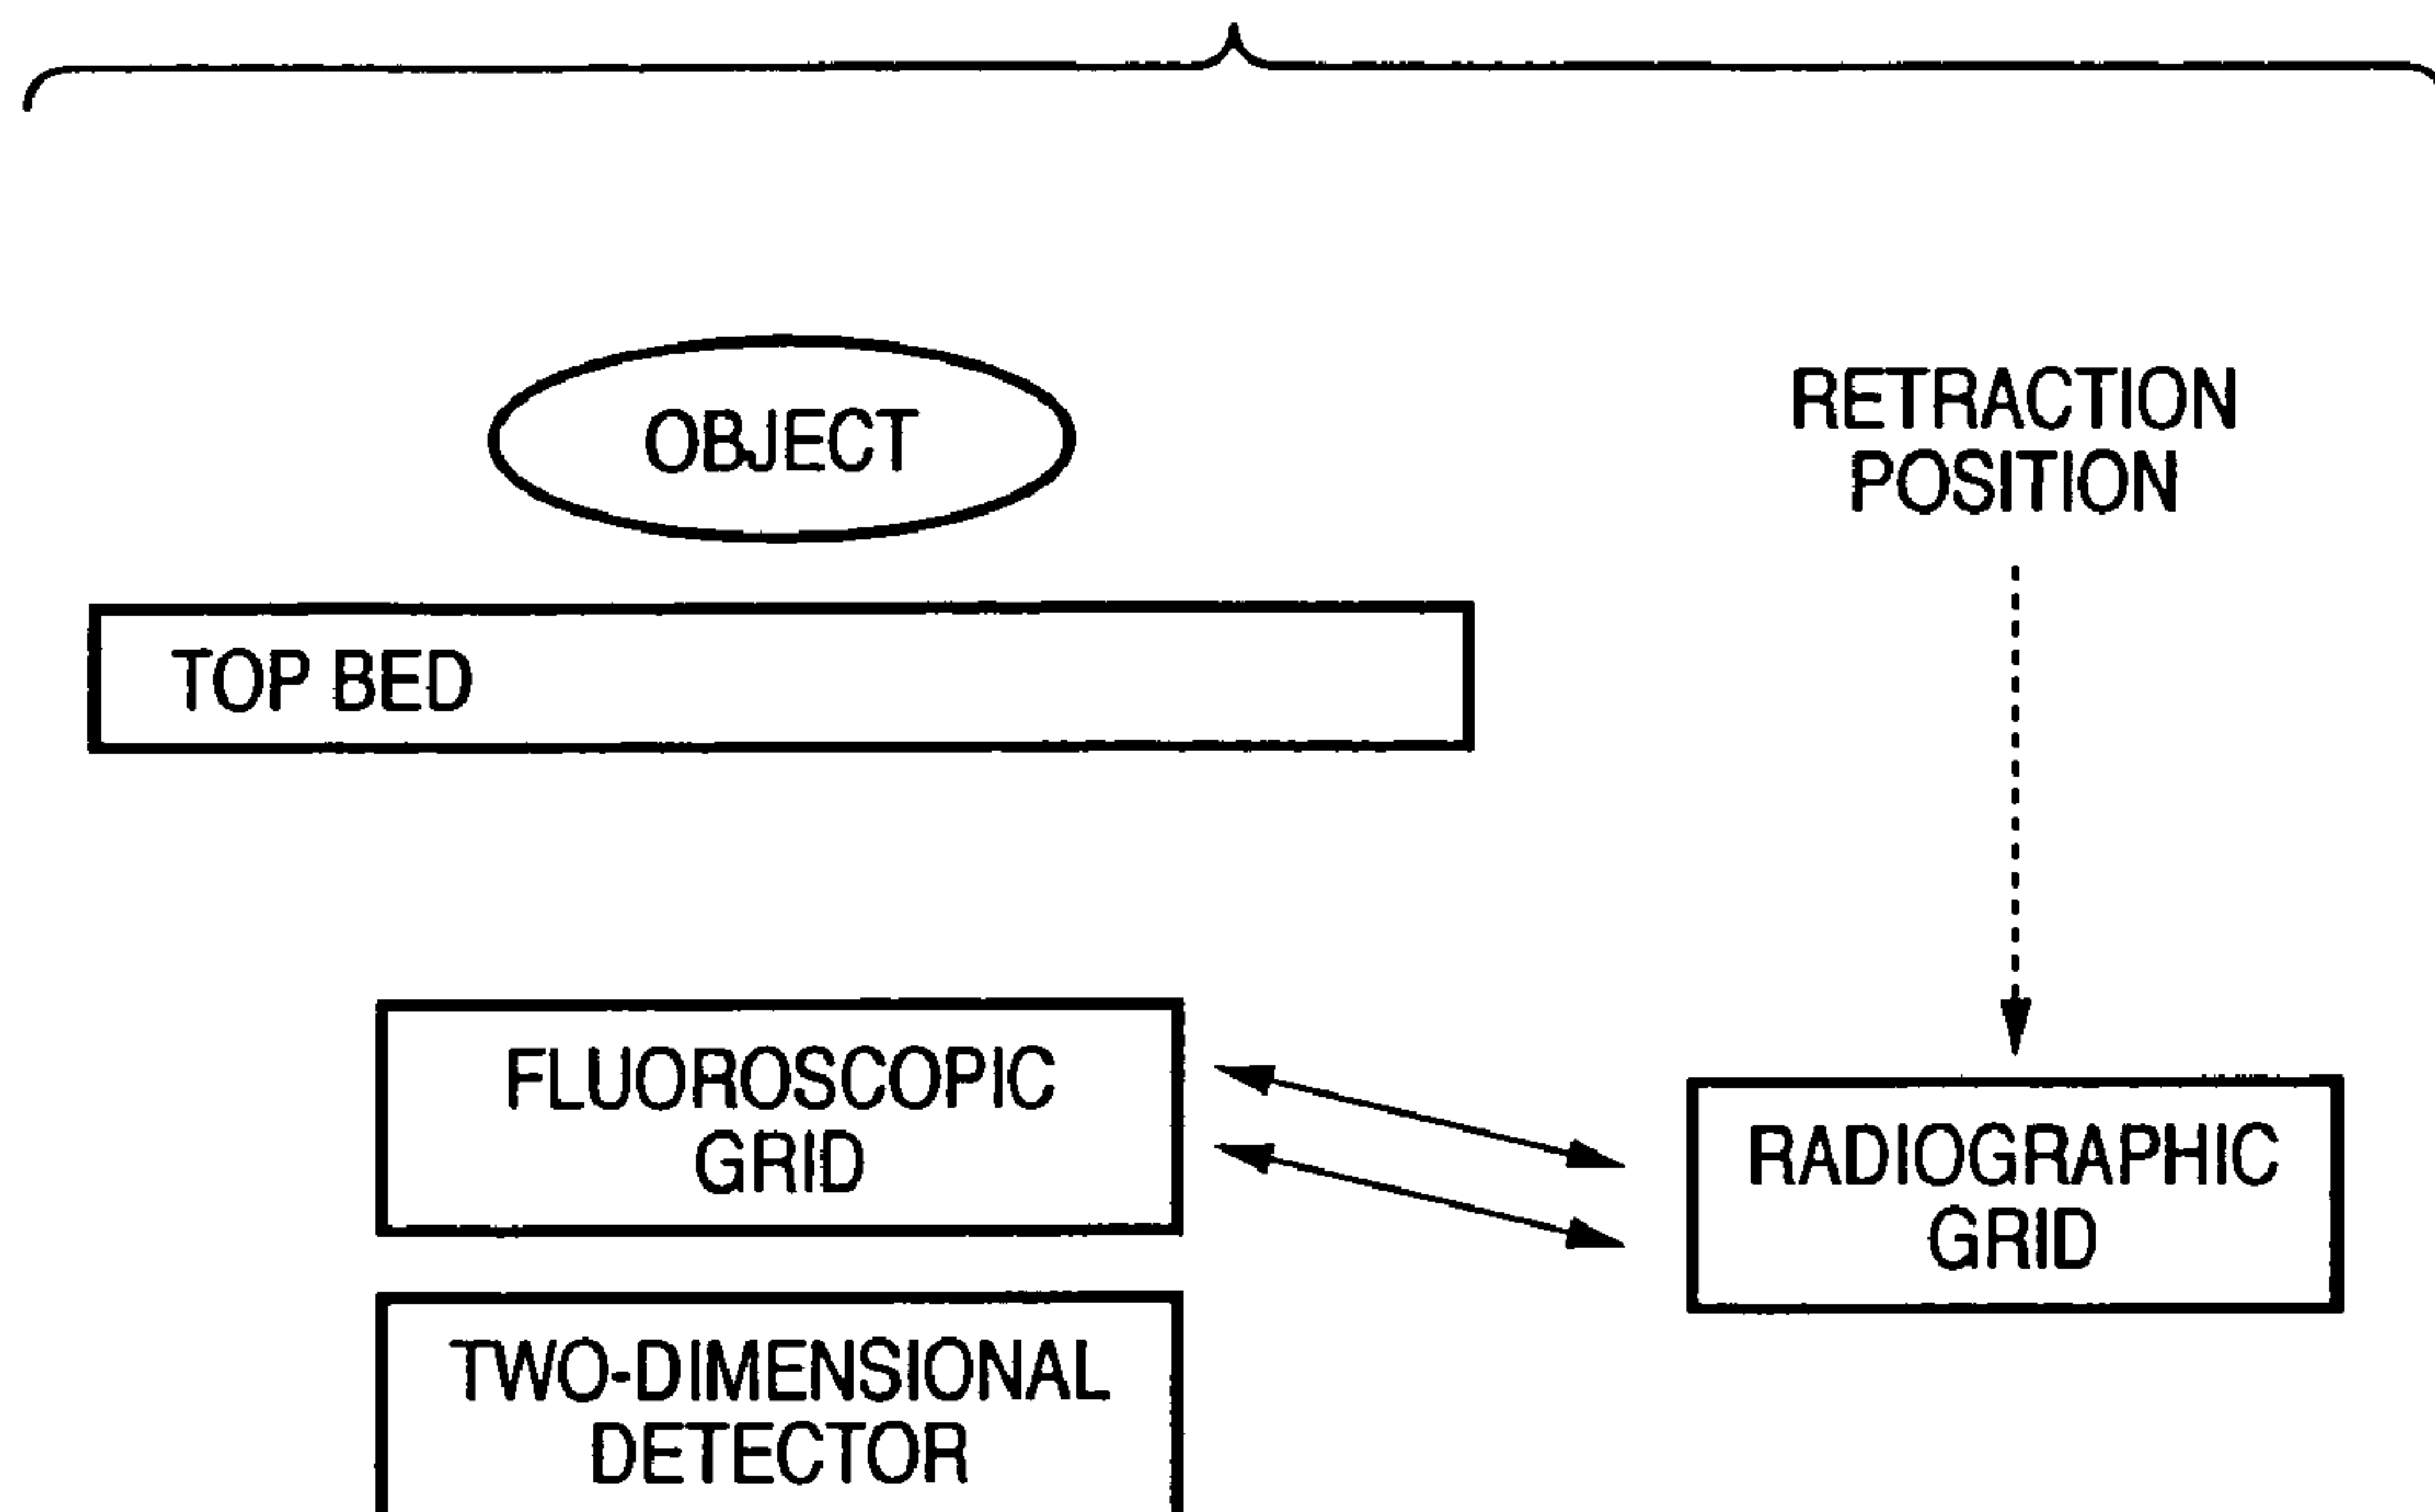 OBJECT
RETRACTION
POSITION
TOP BED
FLUOROSCOPIC
GRID
RADIOGRAPHIC
GRID
TWO-DIMENSIONAL
DETECTOR